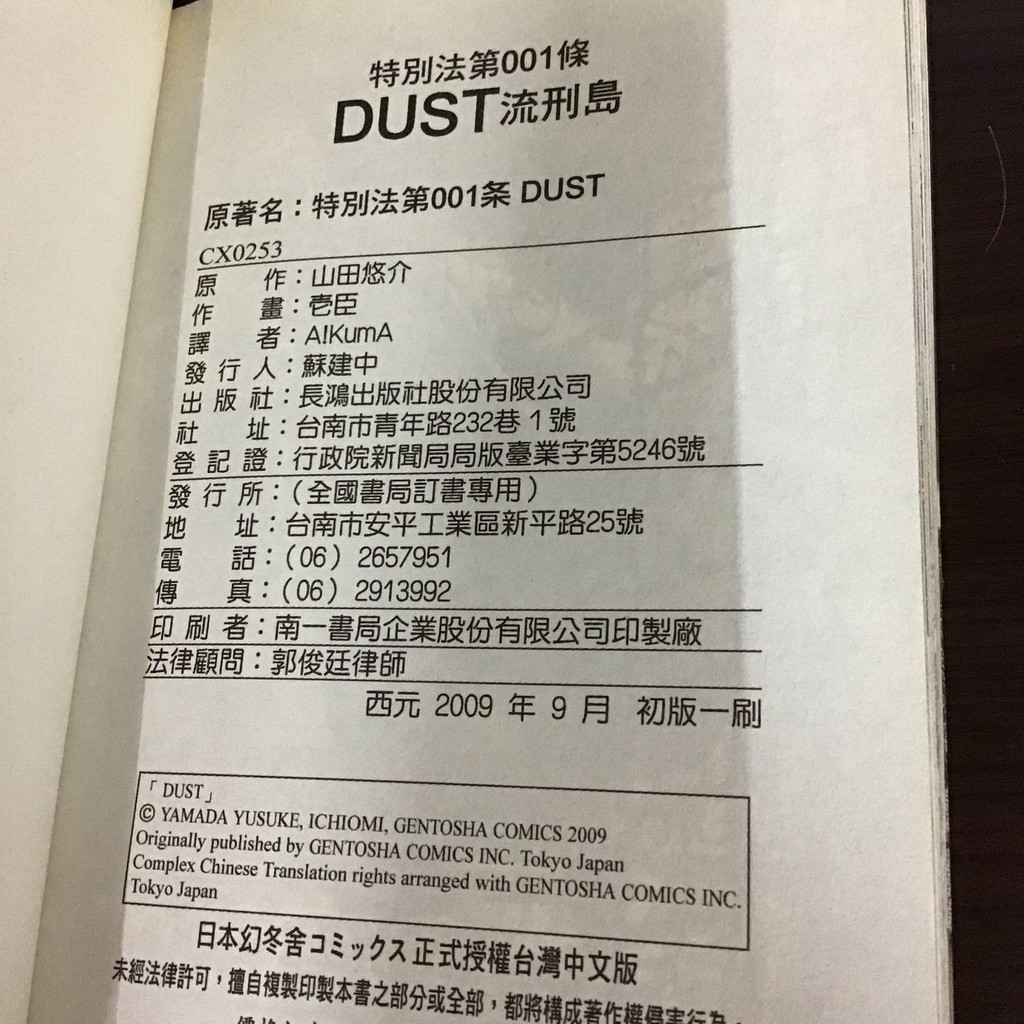 特別法第001條
DUST流刑島
原著名：特別法第001条 DUST
CX0253
原　作：山田悠介
作　畫：壱臣
譯　者：A!KumA
發 行 人：蘇建中
出 版 社：長鴻出版社股份有限公司
社　址：台南市青年路232巷 1 號
登 記 證：行政院新聞局局版臺業字第5246號
發 行 所：（全國書局訂書專用）
地　址：台南市安平工業區新平路25號
電　話：（06）2657951
傳　真：（06）2913992
印 刷 者：南一書局企業股份有限公司印製廠
法律顧問：郭俊廷律師
西元 2009 年 9 月 初版一刷
「 DUST」
© YAMADA YUSUKE, ICHIOMI, GENTOSHA COMICS 2009
Originally published by GENTOSHA COMICS INC. Tokyo Japan
Complex Chinese Translation rights arranged with GENTOSHA COMICS INC.
Tokyo Japan
日本幻冬舍コミックス 正式授權台灣中文版
未經法律許可，擅自複製印製本書之部分或全部，都將構成著作權侵害行為。